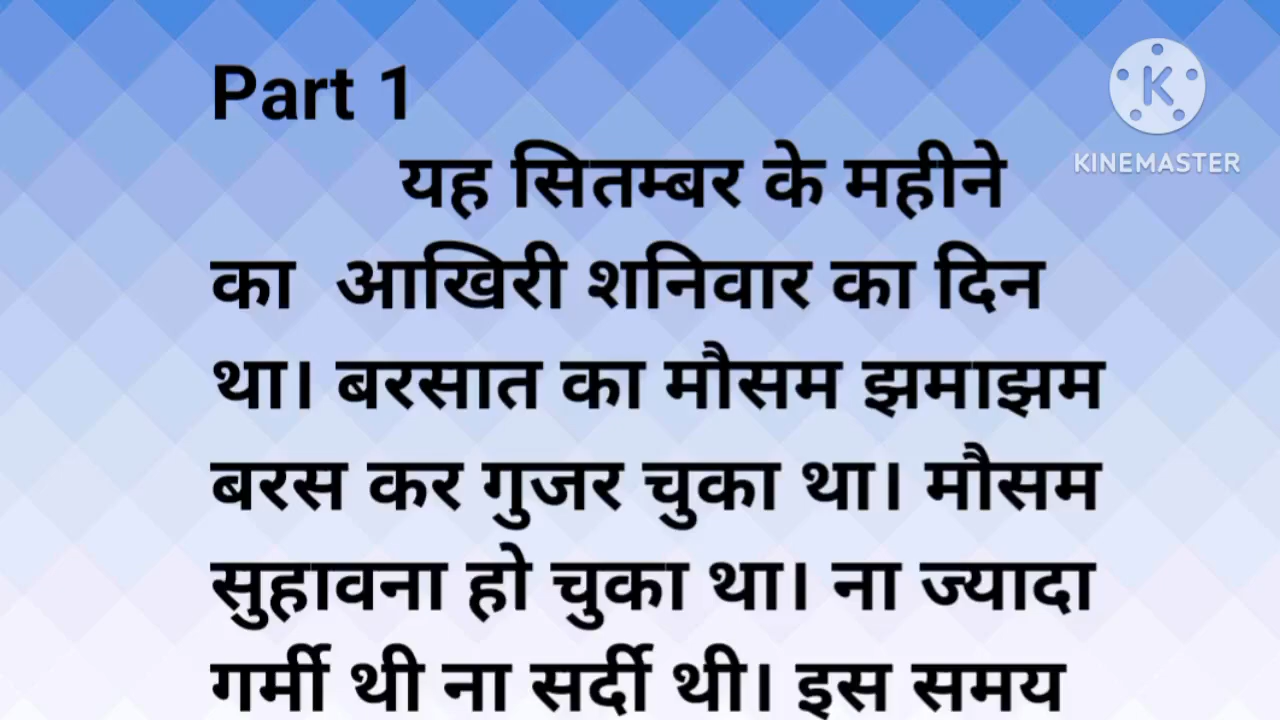 Part 1
KINEMASTER
यह सितम्बर के महीने
का आखिरी शनिवार का दिन
था। बरसात का मौसम झमाझम
बरस कर गुजर चुका था। मौसम
सुहावना हो चुका था। ना ज्यादा
गर्मी थी ना सर्दी थी। इस समय